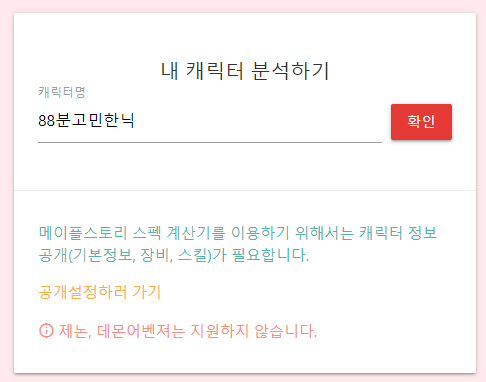 내 캐릭터 분석하기
캐릭터명
88분고민한닉
확인
메이플스토리 스펙 계산기를 이용하기 위해서는 캐릭터 정보
공개(기본정보, 장비, 스킬)가 필요합니다.
공개설정하러 가기
제논, 데몬어벤져는 지원하지 않습니다.